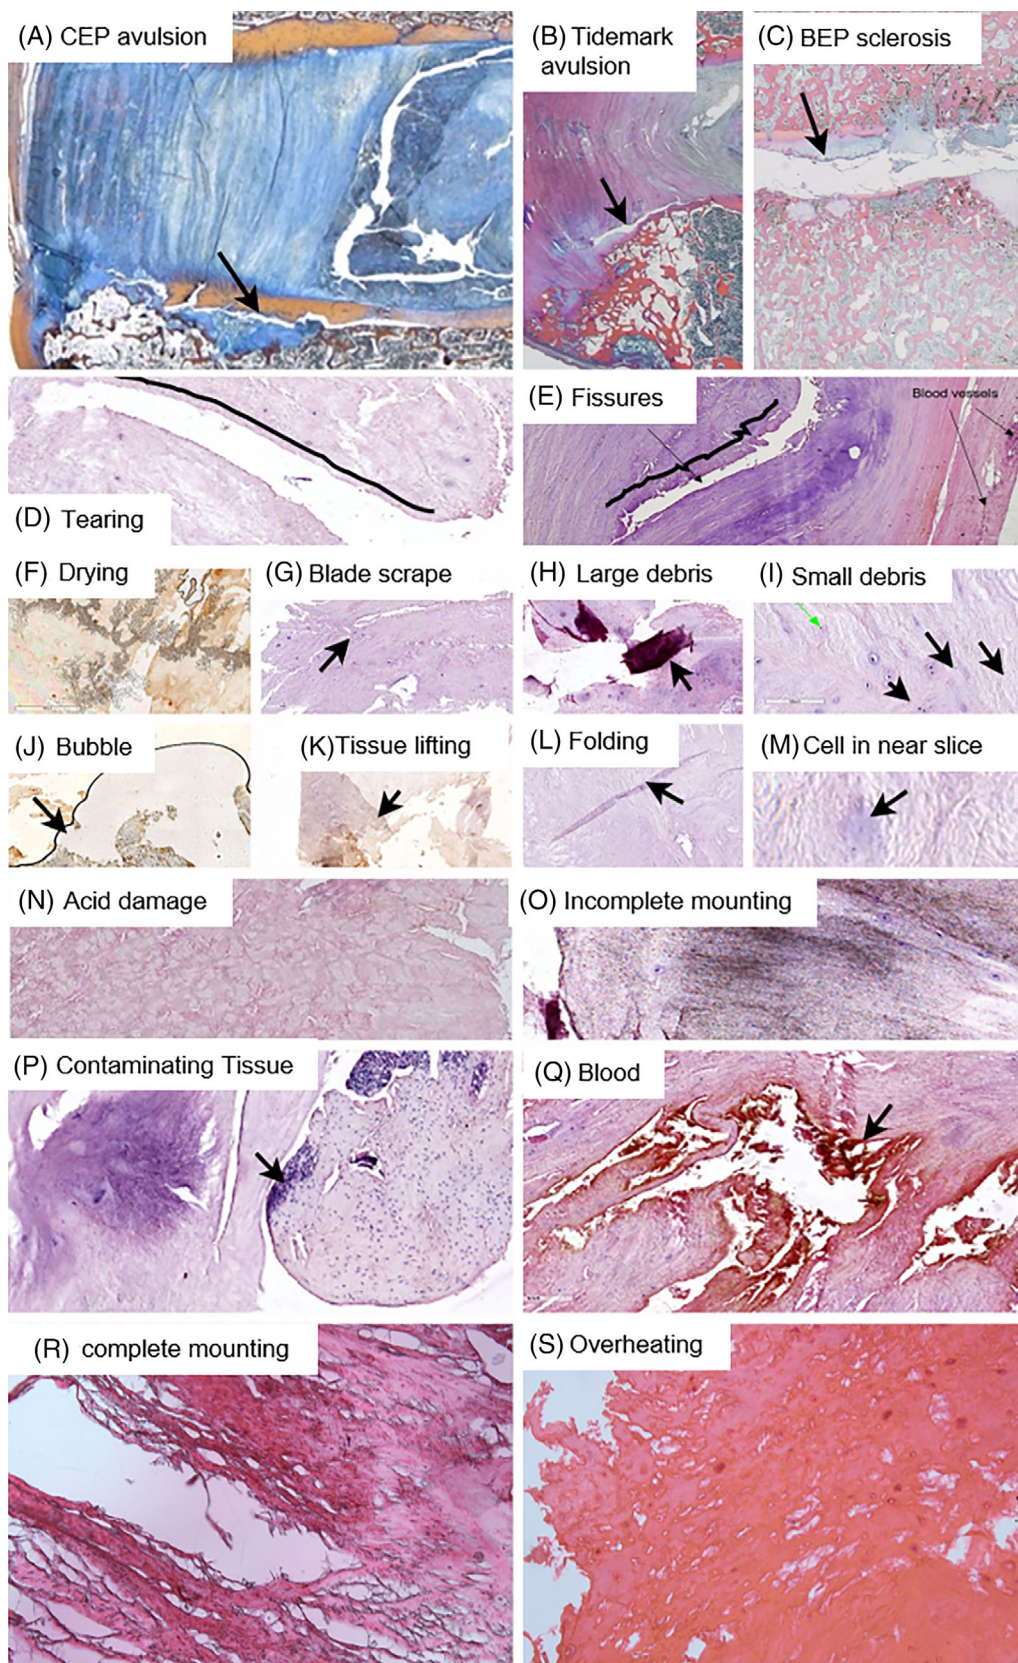 (A) CEP avulsion
(B) Tidemark
avulsion
(C) BEP sclerosis
(D) Tearing
(E) Fissures
Blood vessels
(F) Drying
(G) Blade scrape
(H) Large debris
(I) Small debris
(J) Bubble
(K) Tissue lifting
(L) Folding
(M) Cell in near slice
(N) Acid damage
(O) Incomplete mounting
(P) Contaminating Tissue
(Q) Blood
(R) complete mounting
(S) Overheating